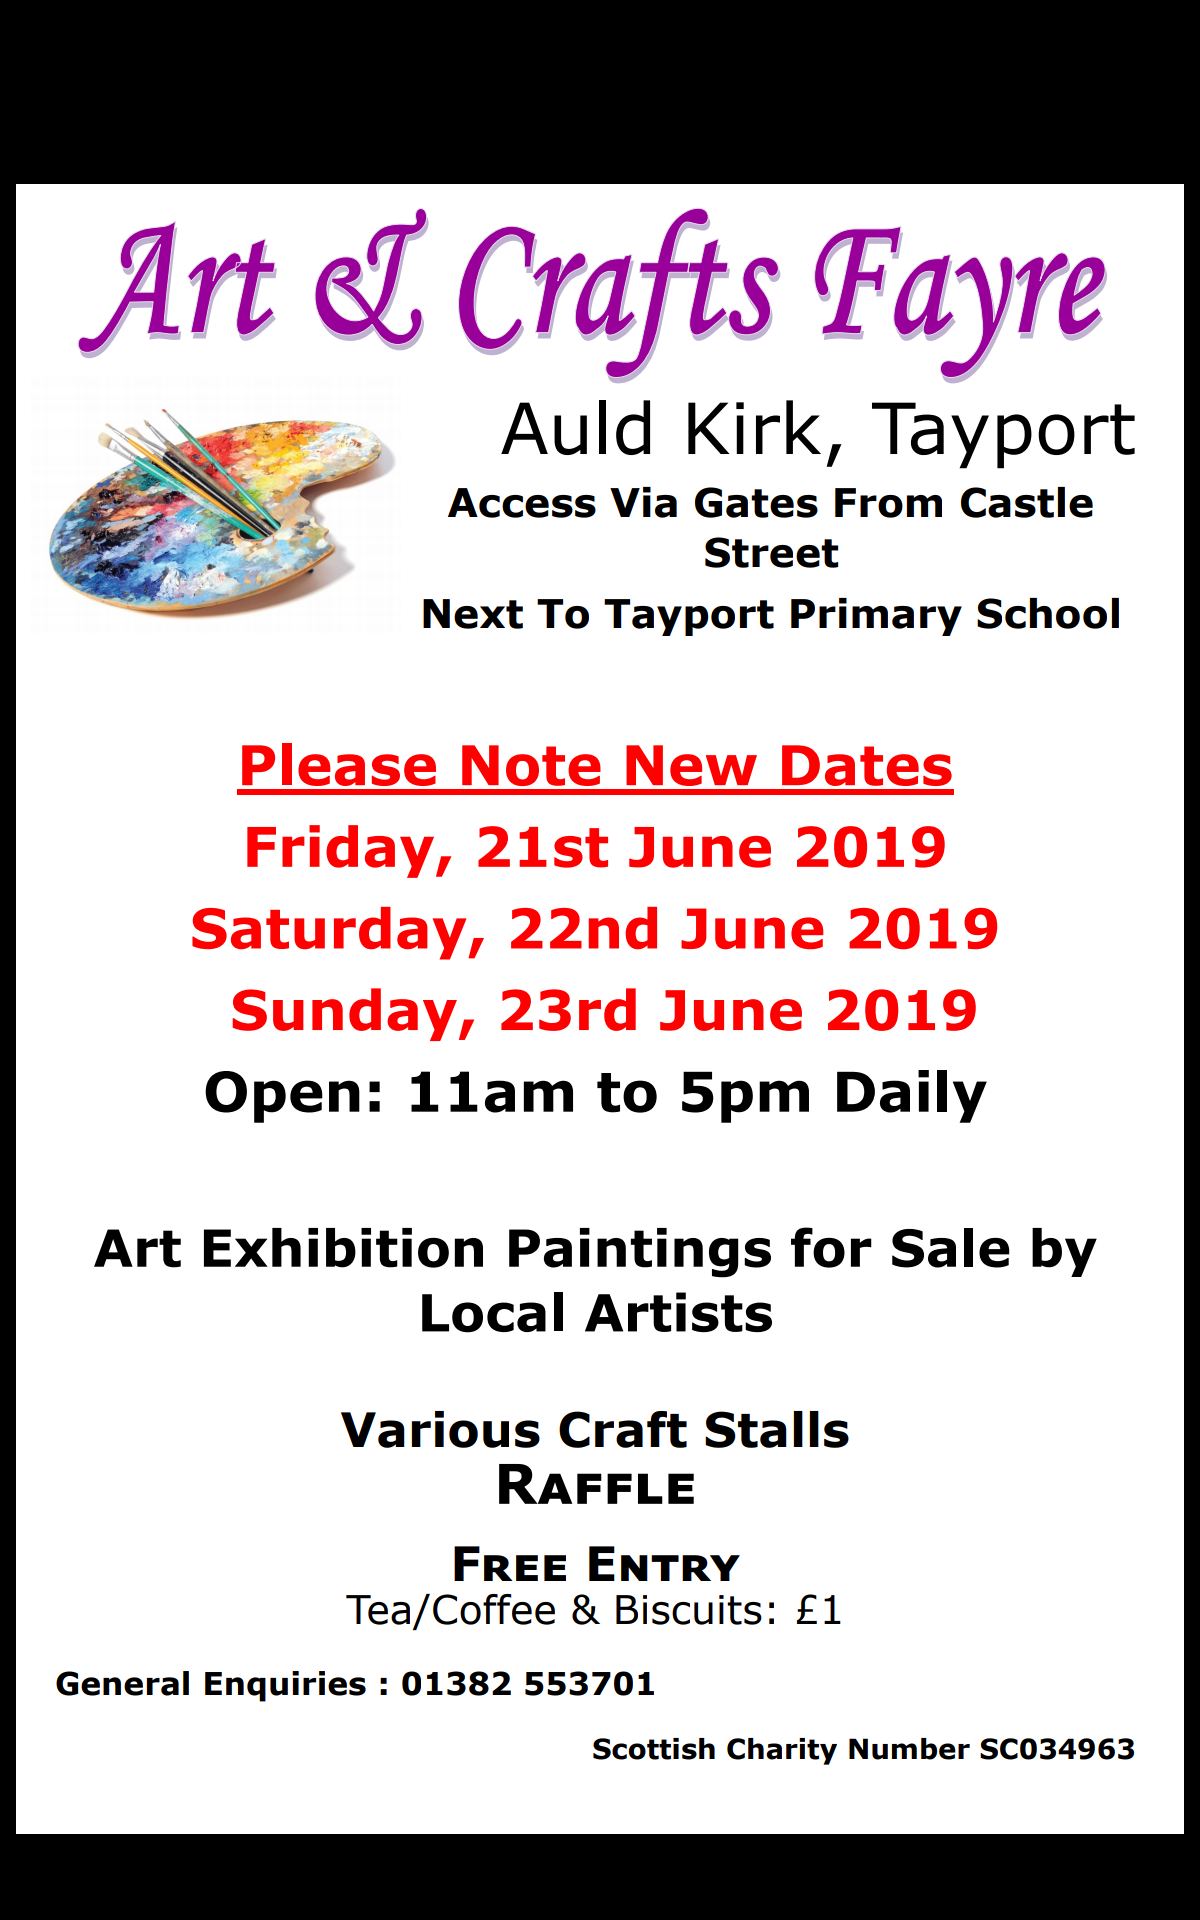 Art & Crafts Fayre
Auld Kirk, Tayport
Access Via Gates From Castle
Street
Next To Tayport Primary School
Please Note New Dates
Friday, 21st June 2019
Saturday, 22nd June 2019
Sunday, 23rd June 2019
Open: 11am to 5pm Daily
Art Exhibition Paintings for Sale by
Local Artists
Various Craft Stalls
RAFFLE
FREE ENTRY
Tea/Coffee & Biscuits: £1
General Enquiries : 01382 553701
Scottish Charity Number SC034963